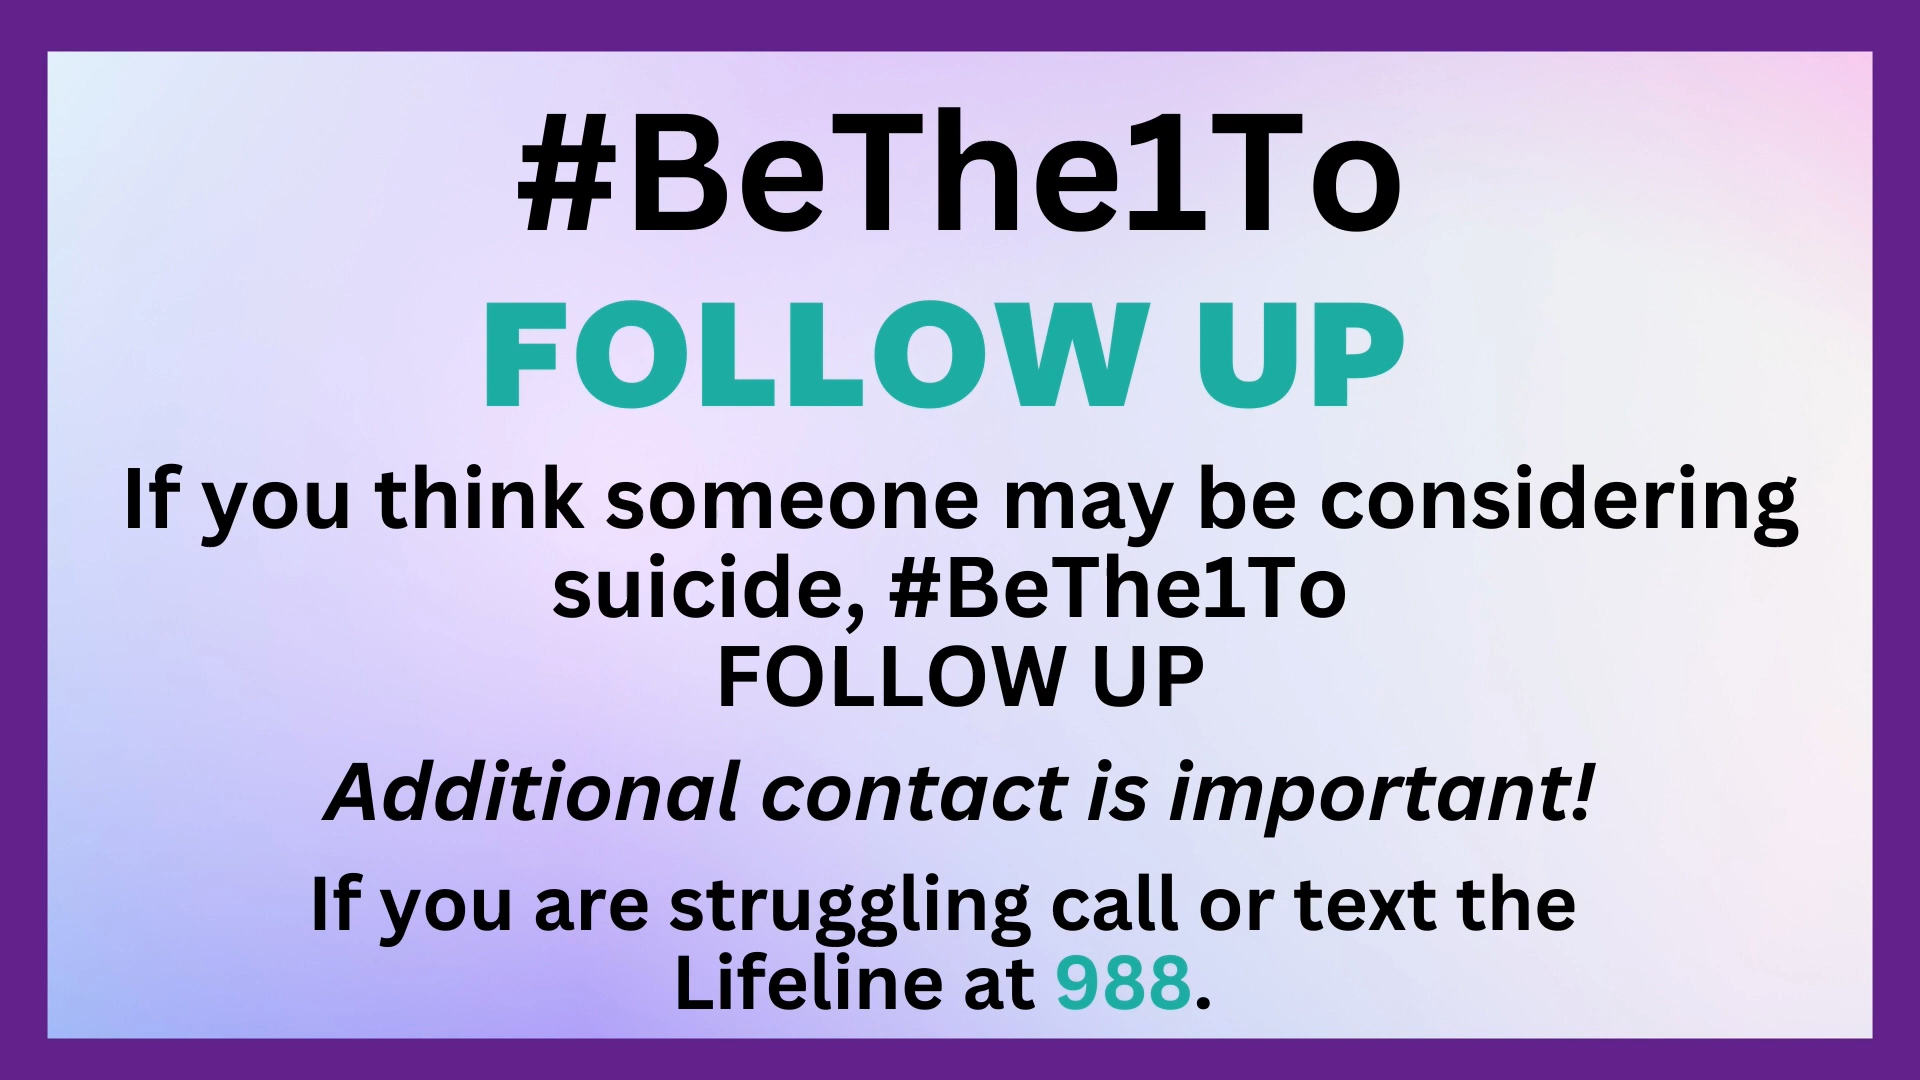 #BeThe1To
FOLLOW UP
If you think someone may be considering
suicide, #BeThe1To
FOLLOW UP
Additional contact is important!
If you are struggling call or text the
Lifeline at 988.